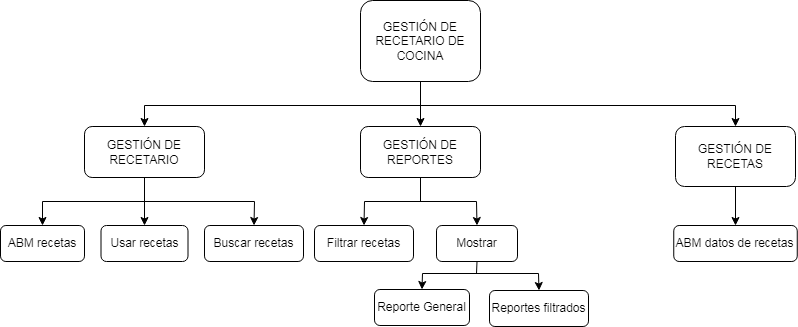 GESTIÓN DE
RECETARIO DE
COCINA
GESTIÓN DE
RECETARIO
GESTIÓN DE
REPORTES
GESTIÓN DE
RECETAS
ABM recetas
Usar recetas
Buscar recetas
Filtrar recetas
Mostrar
ABM datos de recetas
Reporte General
Reportes filtrados